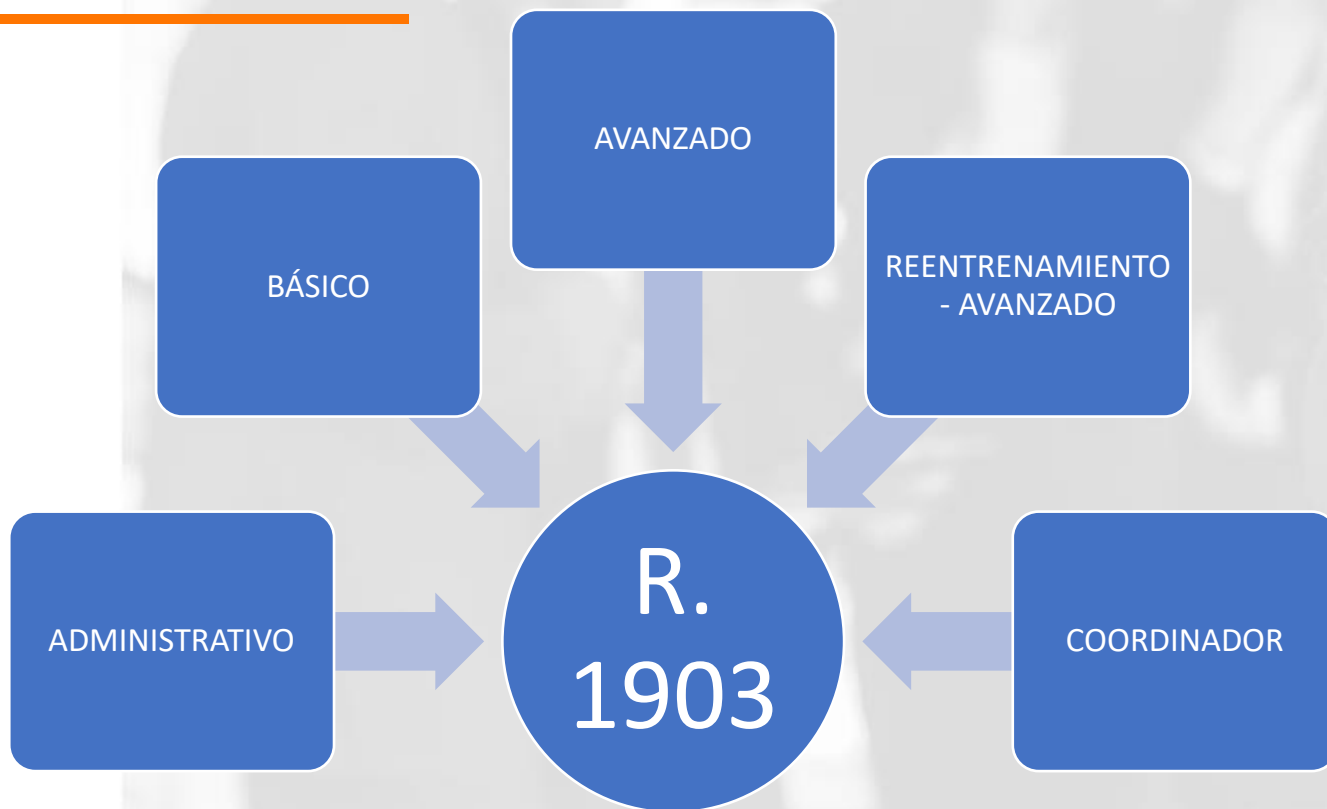 AVANZADO
BÁSICO
REENTRENAMIENTO
- AVANZADO
ADMINISTRATIVO
R.
1903
COORDINADOR